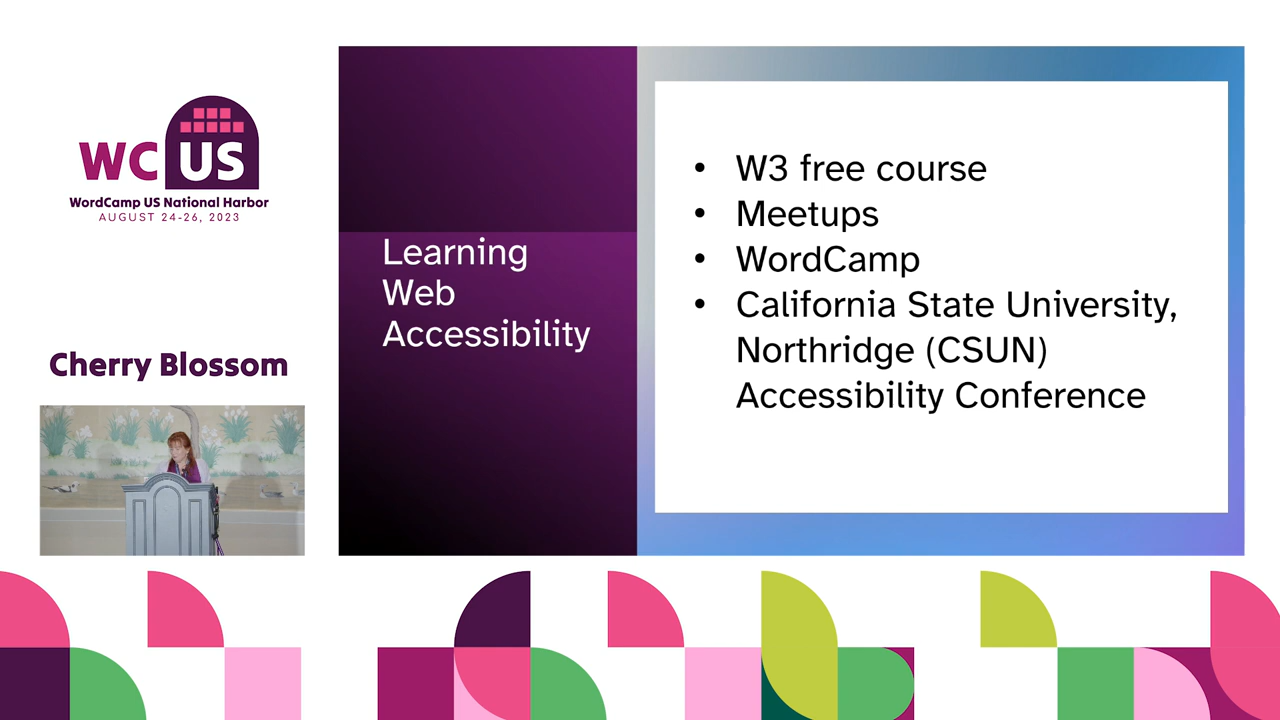 WC US
WordCamp US National Harbor
AUGUST 24-26, 2023
Cherry Blossom
Learning
Web
Accessibility
• W3 free course
• Meetups
• WordCamp
• California State University,
Northridge (CSUN)
Accessibility Conference